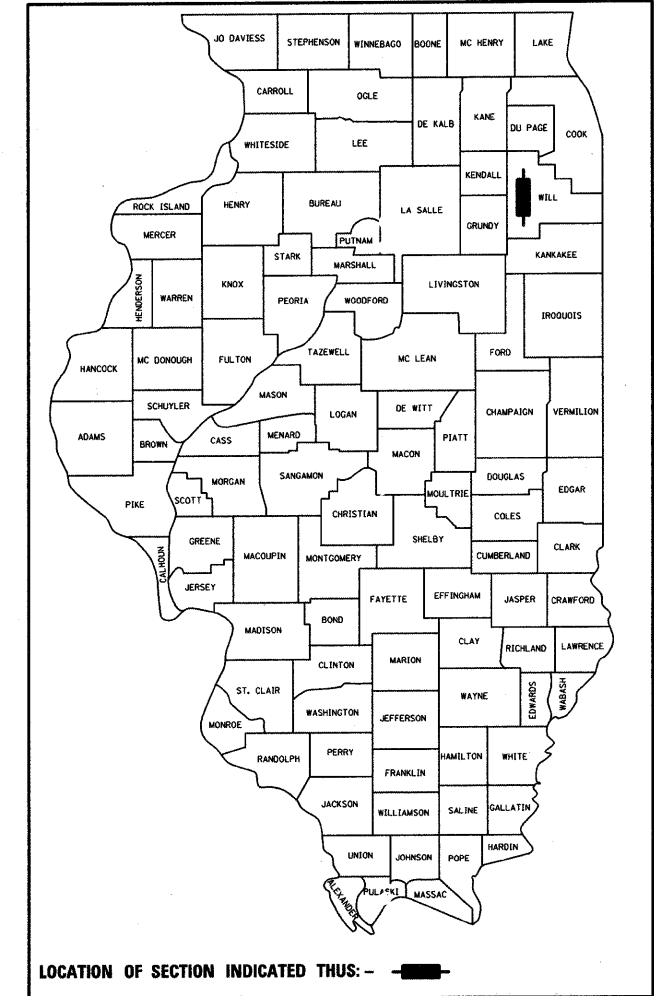 JO DAVIESS
STEPHENSON
WINNEBAGO
BOONE
MC HENRY
LAKE
CARROLL
OGLE
DE KALB
KANE
DU PAGE
COOK
WHITESIDE
LEE
KENDALL
WILL
ROCK ISLAND
HENRY
BUREAU
LA SALLE
GRUNDY
MERCER
PUTNAM
STARK
MARSHALL
KANKAKEE
HENDERSON
WARREN
KNOX
PEORIA
WOODFORD
LIVINGSTON
IROQUOIS
HANCOCK
MC DONOUGH
FULTON
TAZEWELL
MC LEAN
FORD
MASON
SCHUYLER
LOGAN
DE WITT
CHAMPAIGN
VERMILION
ADAMS
BROWN
CASS
MENARD
PIATT
MACON
SANGAMON
MORGAN
DOUGLAS
EDGAR
PIKE
SCOTT
MOULTRIE
CHRISTIAN
COLES
GREENE
MACOUPIN
MONTGOMERY
SHELBY
CUMBERLAND
CLARK
CALHOUN
JERSEY
FAYETTE
EFFINGHAM
JASPER
CRAWFORD
MADISON
BOND
CLAY
RICHLAND
LAWRENCE
CLINTON
MARION
ST. CLAIR
WAYNE
EDWARDS
WABASH
WASHINGTON
JEFFERSON
MONROE
RANDOLPH
PERRY
HAMILTON
WHITE
FRANKLIN
JACKSON
WILLIAMSON
SALINE
GALLATIN
UNION
JOHNSON
POPE
HARDIN
ALEXANDER
PULASKI
MASSAC
LOCATION OF SECTION INDICATED THUS: -